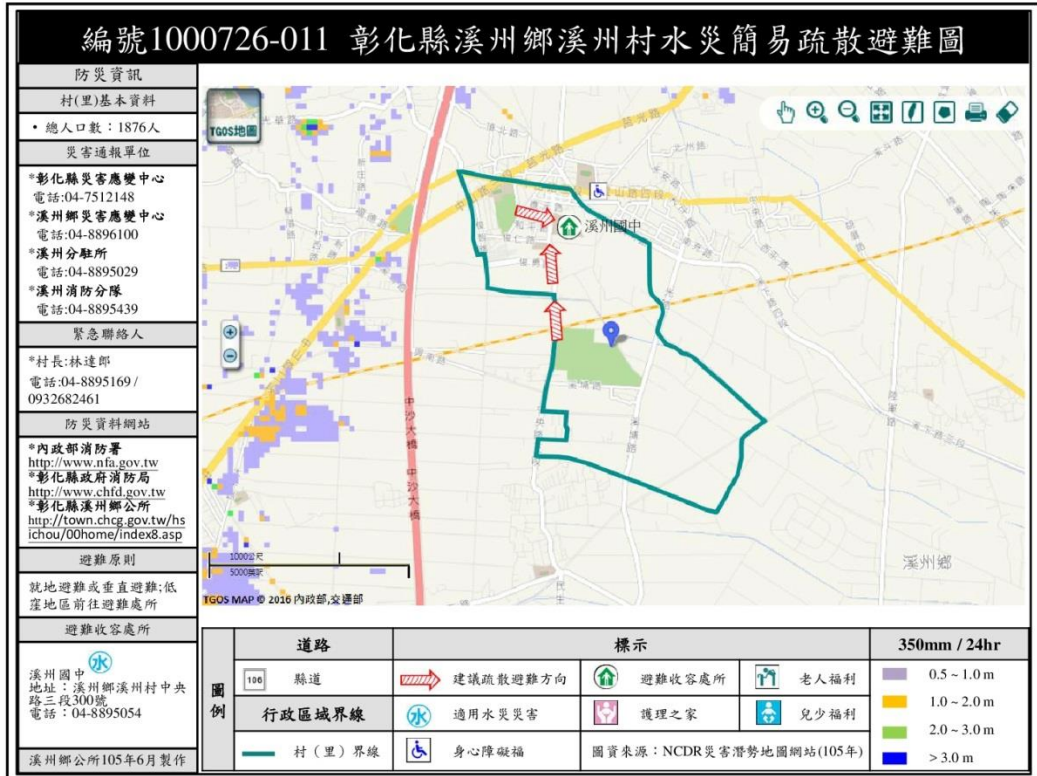 編號1000726-011 彰化縣溪州鄉溪州村水災簡易疏散避難圖
防災資訊
村(里)基本資料
• 總人口數：1876人
災害通報單位
*彰化縣災害應變中心
電話:04-7512148
*溪州鄉災害應變中心
電話:04-8896100
*溪州分駐所
電話:04-8895029
*溪州消防分隊
電話:04-8895439
緊急聯絡人
*村長:林達郎
電話:04-8895169 /
0932682461
防災資料網站
*內政部消防署
http://www.nfa.gov.tw
*彰化縣政府消防局
http://www.chfd.gov.tw
*彰化縣溪州鄉公所
http://town.chcg.gov.tw/hs
ichou/00home/index8.asp
避難原則
就地避難或垂直避難;低
窪地區前往避難處所
避難收容處所
溪州國中 水
地址：溪州鄉溪州村中央
路三段300號
電話：04-8895054
溪州鄉公所105年6月製作
TGOS地圖
溪州國中
中沙大橋
中沙大橋
溪州鄉
1000公尺
5000英呎
TGOS MAP © 2016 內政部,交通部
圖例
道路
標示
350mm / 24hr
106 縣道
建議疏散避難方向
避難收容處所
老人福利
0.5 ~ 1.0 m
行政區域界線
水 適用水災災害
護理之家
兒少福利
1.0 ~ 2.0 m
2.0 ~ 3.0 m
村（里）界線
身心障礙福
圖資來源：NCDR災害潛勢地圖網站(105年)
> 3.0 m